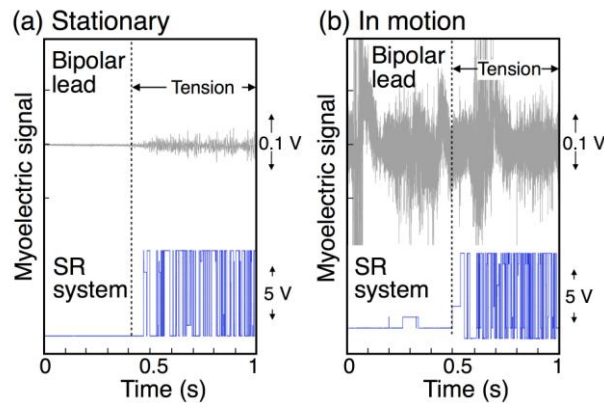 (a) Stationary
Bipolar
lead
Tension
0.1 V
Myoelectric signal
SR
system
5 V
0
0.5
1
Time (s)
(b) In motion
Bipolar
lead
Tension
0.1 V
Myoelectric signal
SR
system
5 V
0
0.5
1
Time (s)